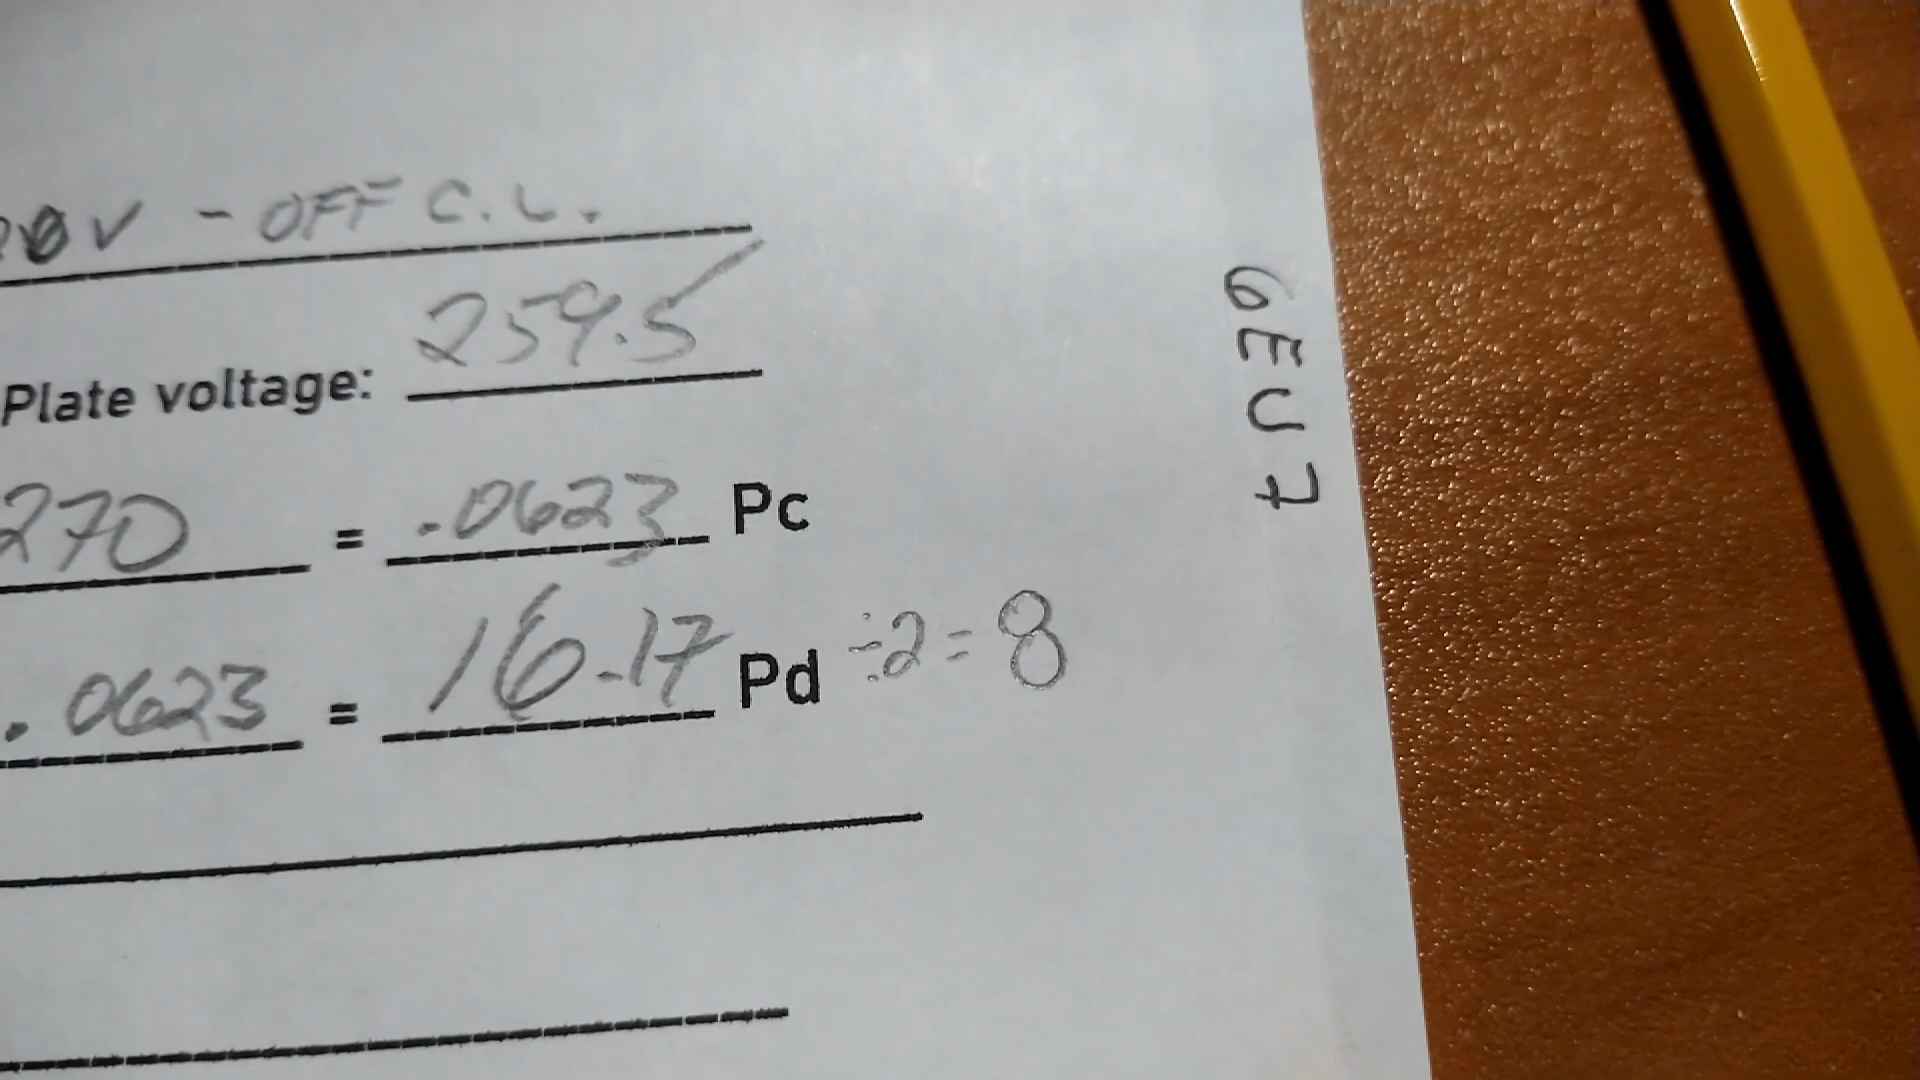 V - OFF C.L.
Plate voltage: 259.5
270 = .0623 Pc
.0623 = 16.17 Pd ÷2=8
6EU7